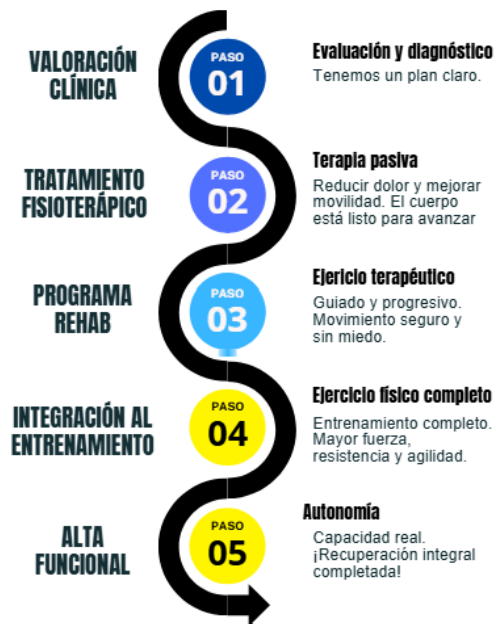 VALORACIÓN
CLÍNICA
PASO
01
Evaluación y diagnóstico
Tenemos un plan claro.
TRATAMIENTO
FISIOTERÁPICO
PASO
02
Terapia pasiva
Reducir dolor y mejorar
movilidad. El cuerpo
está listo para avanzar
PROGRAMA
REHAB
PASO
03
Ejericio terapéutico
Guiado y progresivo.
Movimiento seguro y
sin miedo.
INTEGRACIÓN AL
ENTRENAMIENTO
PASO
04
Ejercicio físico completo
Entrenamiento completo.
Mayor fuerza,
resistencia y agilidad.
ALTA
FUNCIONAL
PASO
05
Autonomía
Capacidad real.
¡Recuperación integral
completada!